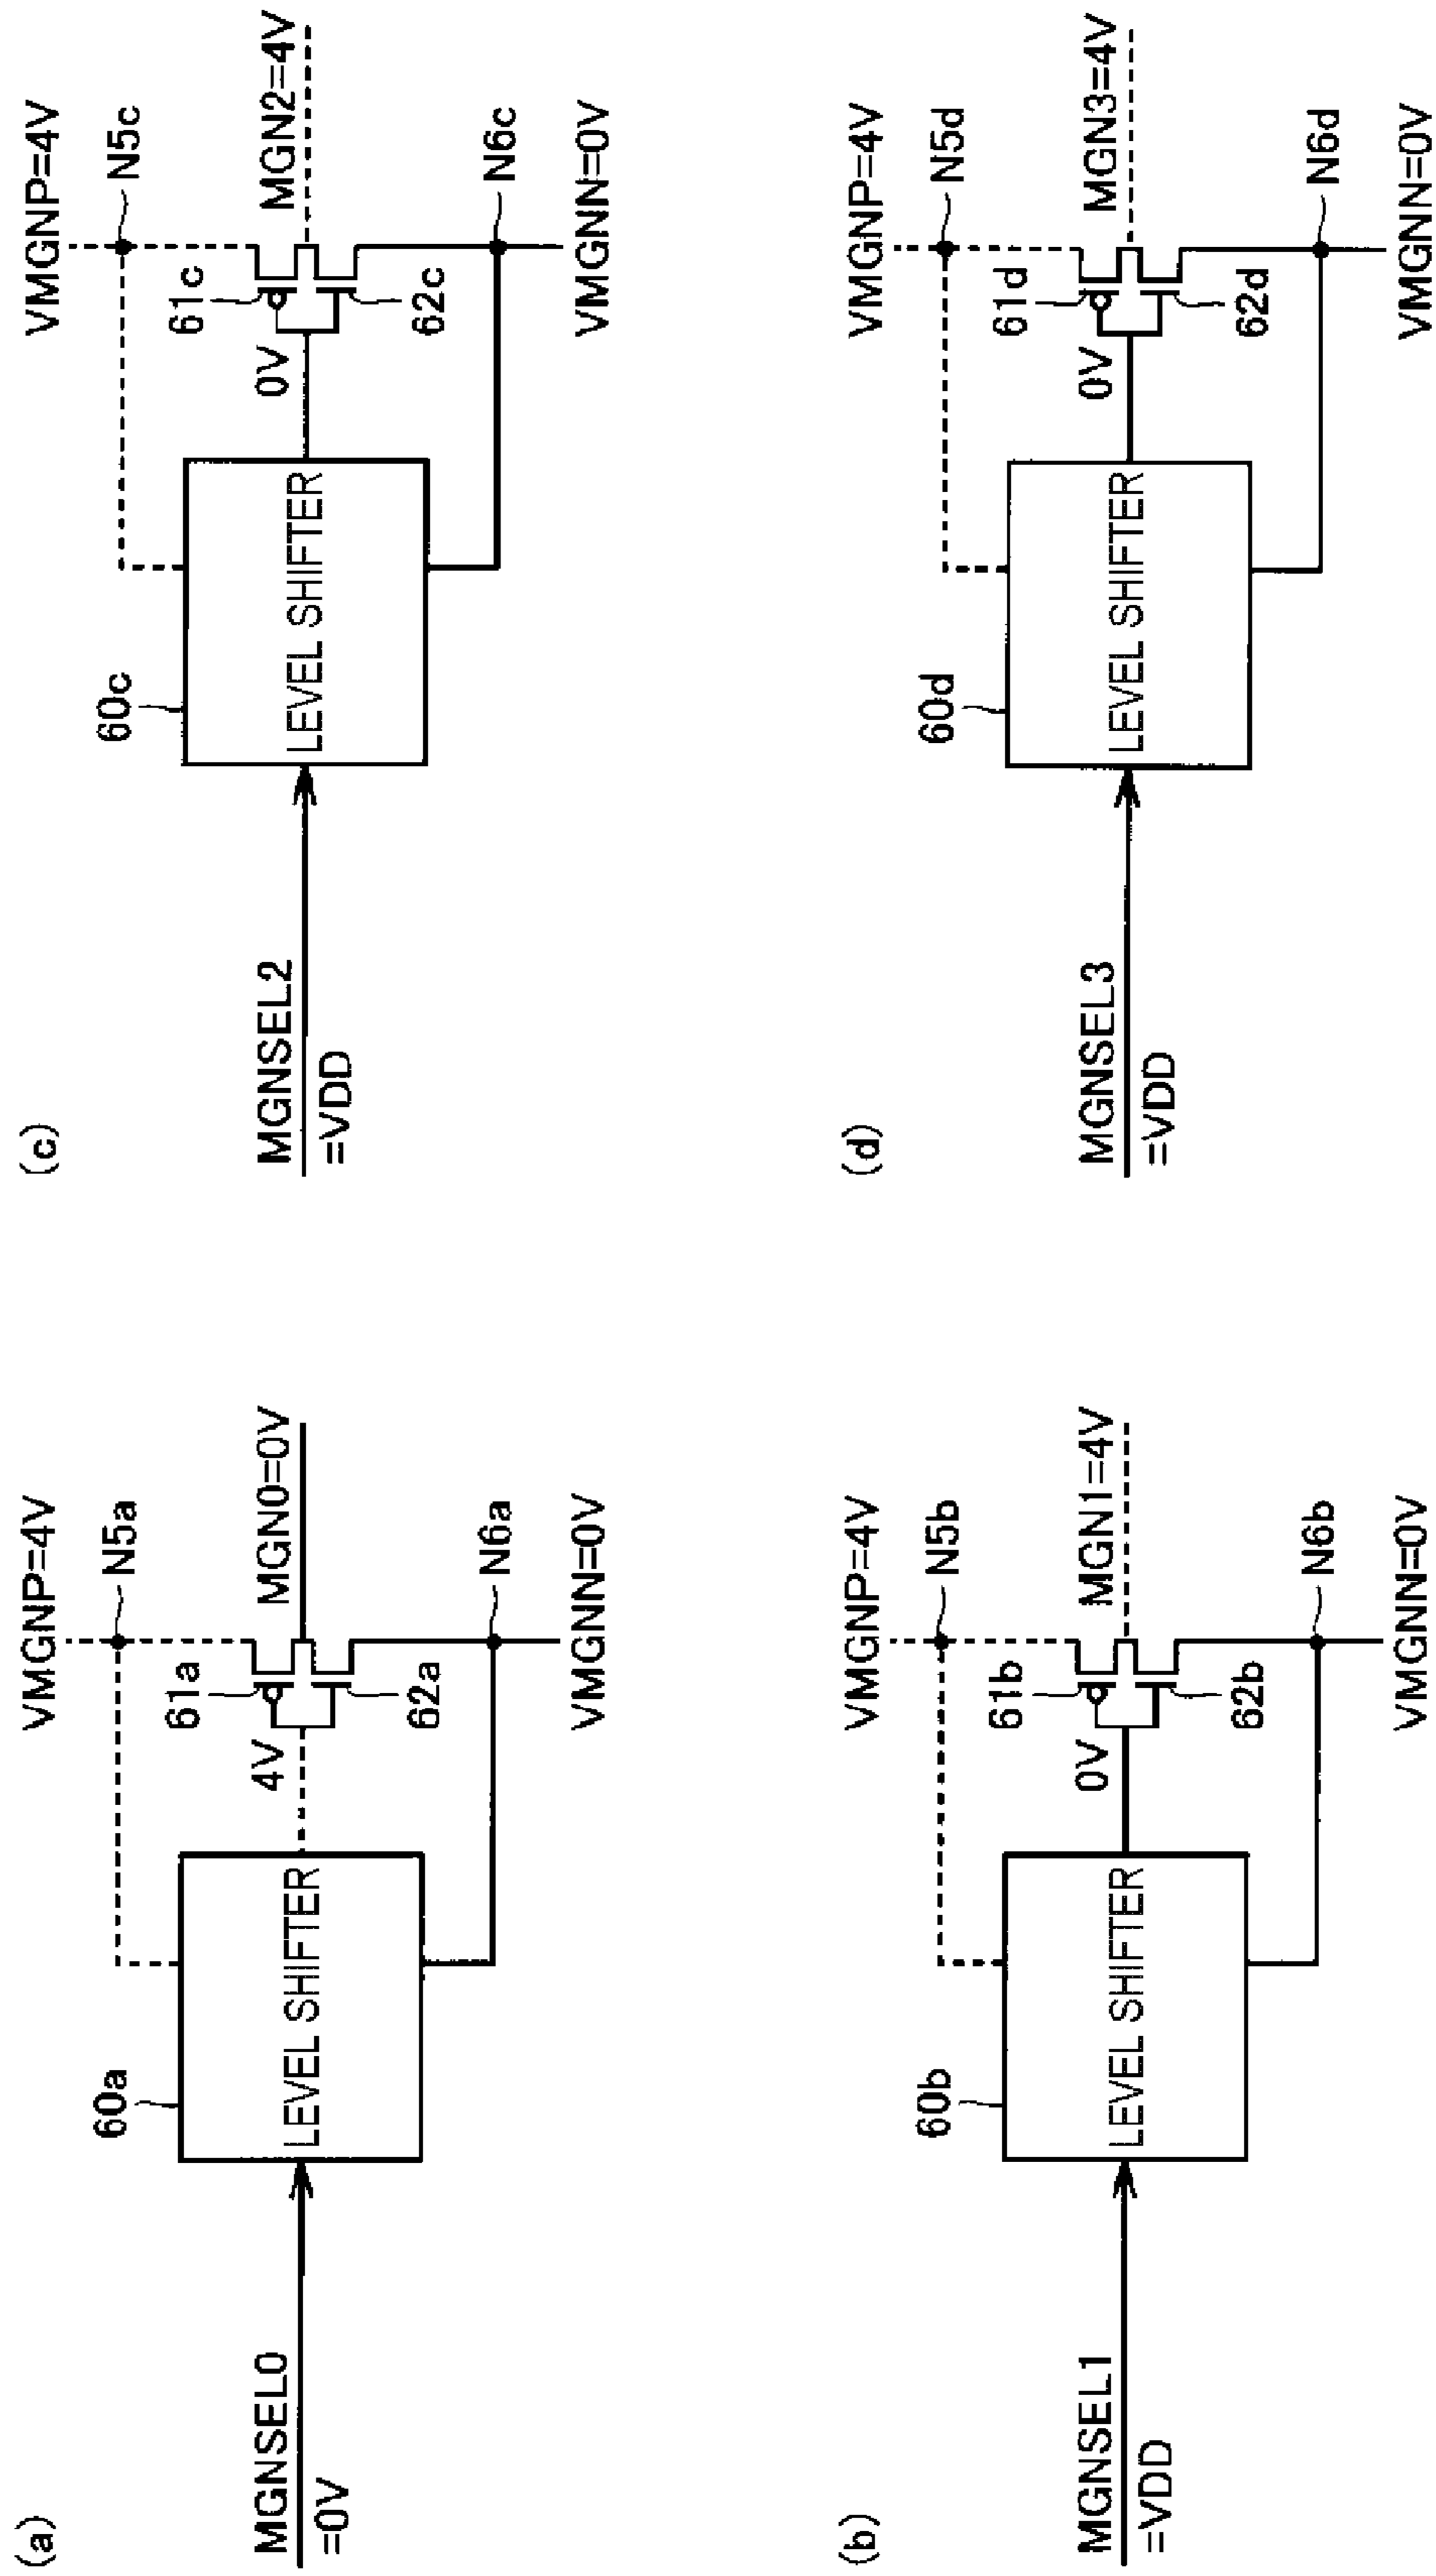 (a)
VMGNP=4V
N5a
60a
61a
4V
MGN0=0V
LEVEL SHIFTER
MGNSEL0
=0V
62a
N6a
VMGNN=0V
(b)
VMGNP=4V
N5b
60b
61b
0V
MGN1=4V
LEVEL SHIFTER
MGNSEL1
=VDD
62b
N6b
VMGNN=0V
(c)
VMGNP=4V
N5c
60c
61c
0V
MGN2=4V
LEVEL SHIFTER
MGNSEL2
=VDD
62c
N6c
VMGNN=0V
(d)
VMGNP=4V
N5d
60d
61d
0V
MGN3=4V
LEVEL SHIFTER
MGNSEL3
=VDD
62d
N6d
VMGNN=0V